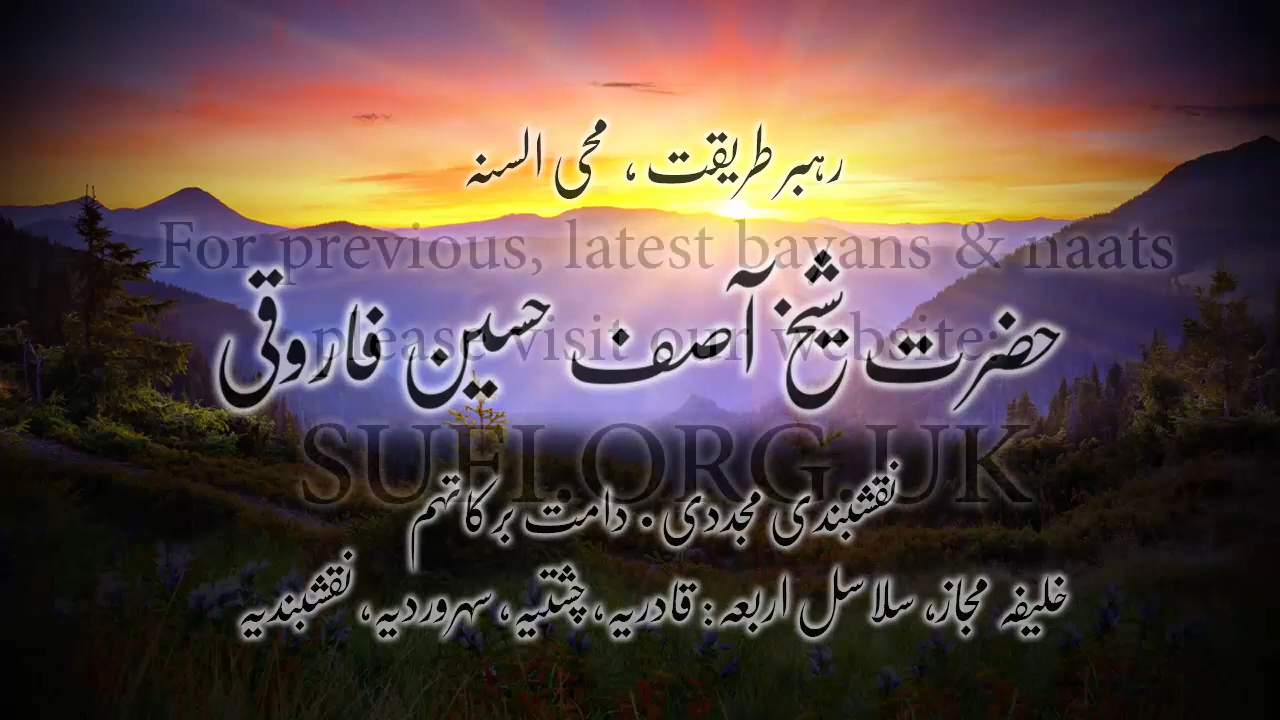 رہبر طریقت، محی السنہ
For previous, latest bayans & naats
حضرت شیخ آصف حسین فاروقی
please visit our website:
SUFI.ORG.UK
نقشبندی مجددی۔ دامت برکاتہم
خلیفہ مجاز، سلاسل اربعہ: قادریہ، چشتیہ، سہروردیہ، نقشبندیہ